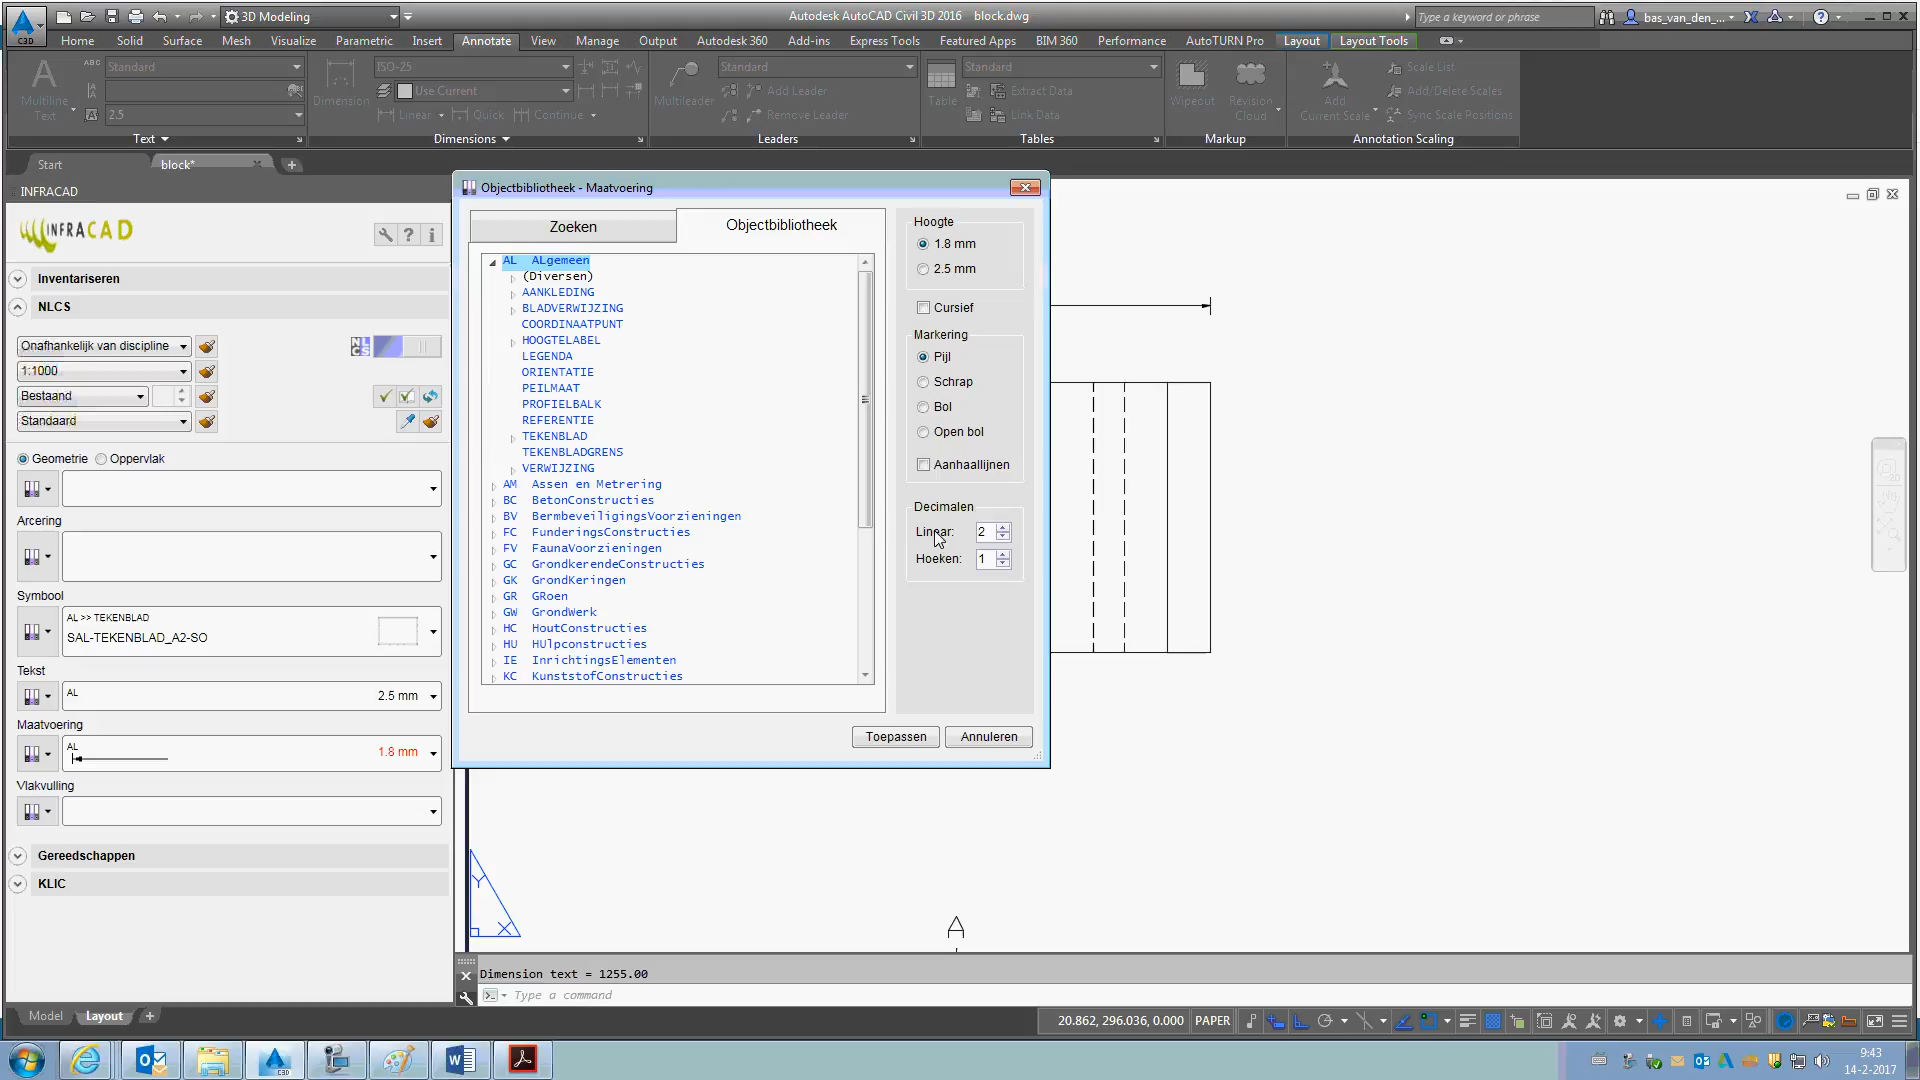 3D Modeling
Autodesk AutoCAD Civil 3D 2016 block.dwg
Type a keyword or phrase
bas_van_den_...
C3D
Home Solid Surface Mesh Visualize Parametric Insert Annotate View Manage Output Autodesk 360 Add-ins Express Tools Featured Apps BIM 360 Performance AutoTURN Pro Layout Layout Tools
Multiline Text
ABC
Standard
2.5
Text
Dimension
ISO-25
Use Current
Linear Quick Continue
Dimensions
Multileader
Standard
Add Leader
Remove Leader
Leaders
Table
Standard
Extract Data
Link Data
Tables
Wipeout
Revision Cloud
Markup
Add Current Scale
Scale List
Add/Delete Scales
Sync Scale Positions
Annotation Scaling
Start
block*
INFRACAD
INFRACAD
Inventariseren
NLCS
Onafhankelijk van discipline
NLCS
1:1000
Bestaand
Standaard
Geometrie Oppervlak
Arcering
Symbool
AL >> TEKENBLAD
SAL-TEKENBLAD_A2-SO
Tekst
AL
2.5 mm
Maatvoering
AL
1.8 mm
Vlakvulling
Gereedschappen
KLIC
Objectbibliotheek - Maatvoering
Zoeken
Objectbibliotheek
AL ALgemeen
(Diversen)
AANKLEDING
BLADVERWIJZING
COORDINAATPUNT
HOOGTELABEL
LEGENDA
ORIENTATIE
PEILMAAT
PROFIELBALK
REFERENTIE
TEKENBLAD
TEKENBLADGRENS
VERWIJZING
AM Assen en Metrering
BC BetonConstructies
BV BermbeveiligingsVoorzieningen
FC FunderingsConstructies
FV FaunaVoorzieningen
GC GrondkerendeConstructies
GK GrondKeringen
GR GRoen
GW GrondWerk
HC HoutConstructies
HU HUlpconstructies
IE InrichtingsElementen
KC KunststofConstructies
Hoogte
1.8 mm
2.5 mm
Cursief
Markering
Pijl
Schrap
Bol
Open bol
Aanhaallijnen
Decimalen
Linear: 2
Hoeken: 1
Toepassen
Annuleren
Y
X
A
Dimension text = 1255.00
Type a command
Model
Layout
20.862, 296.036, 0.000
PAPER
9:43
14-2-2017